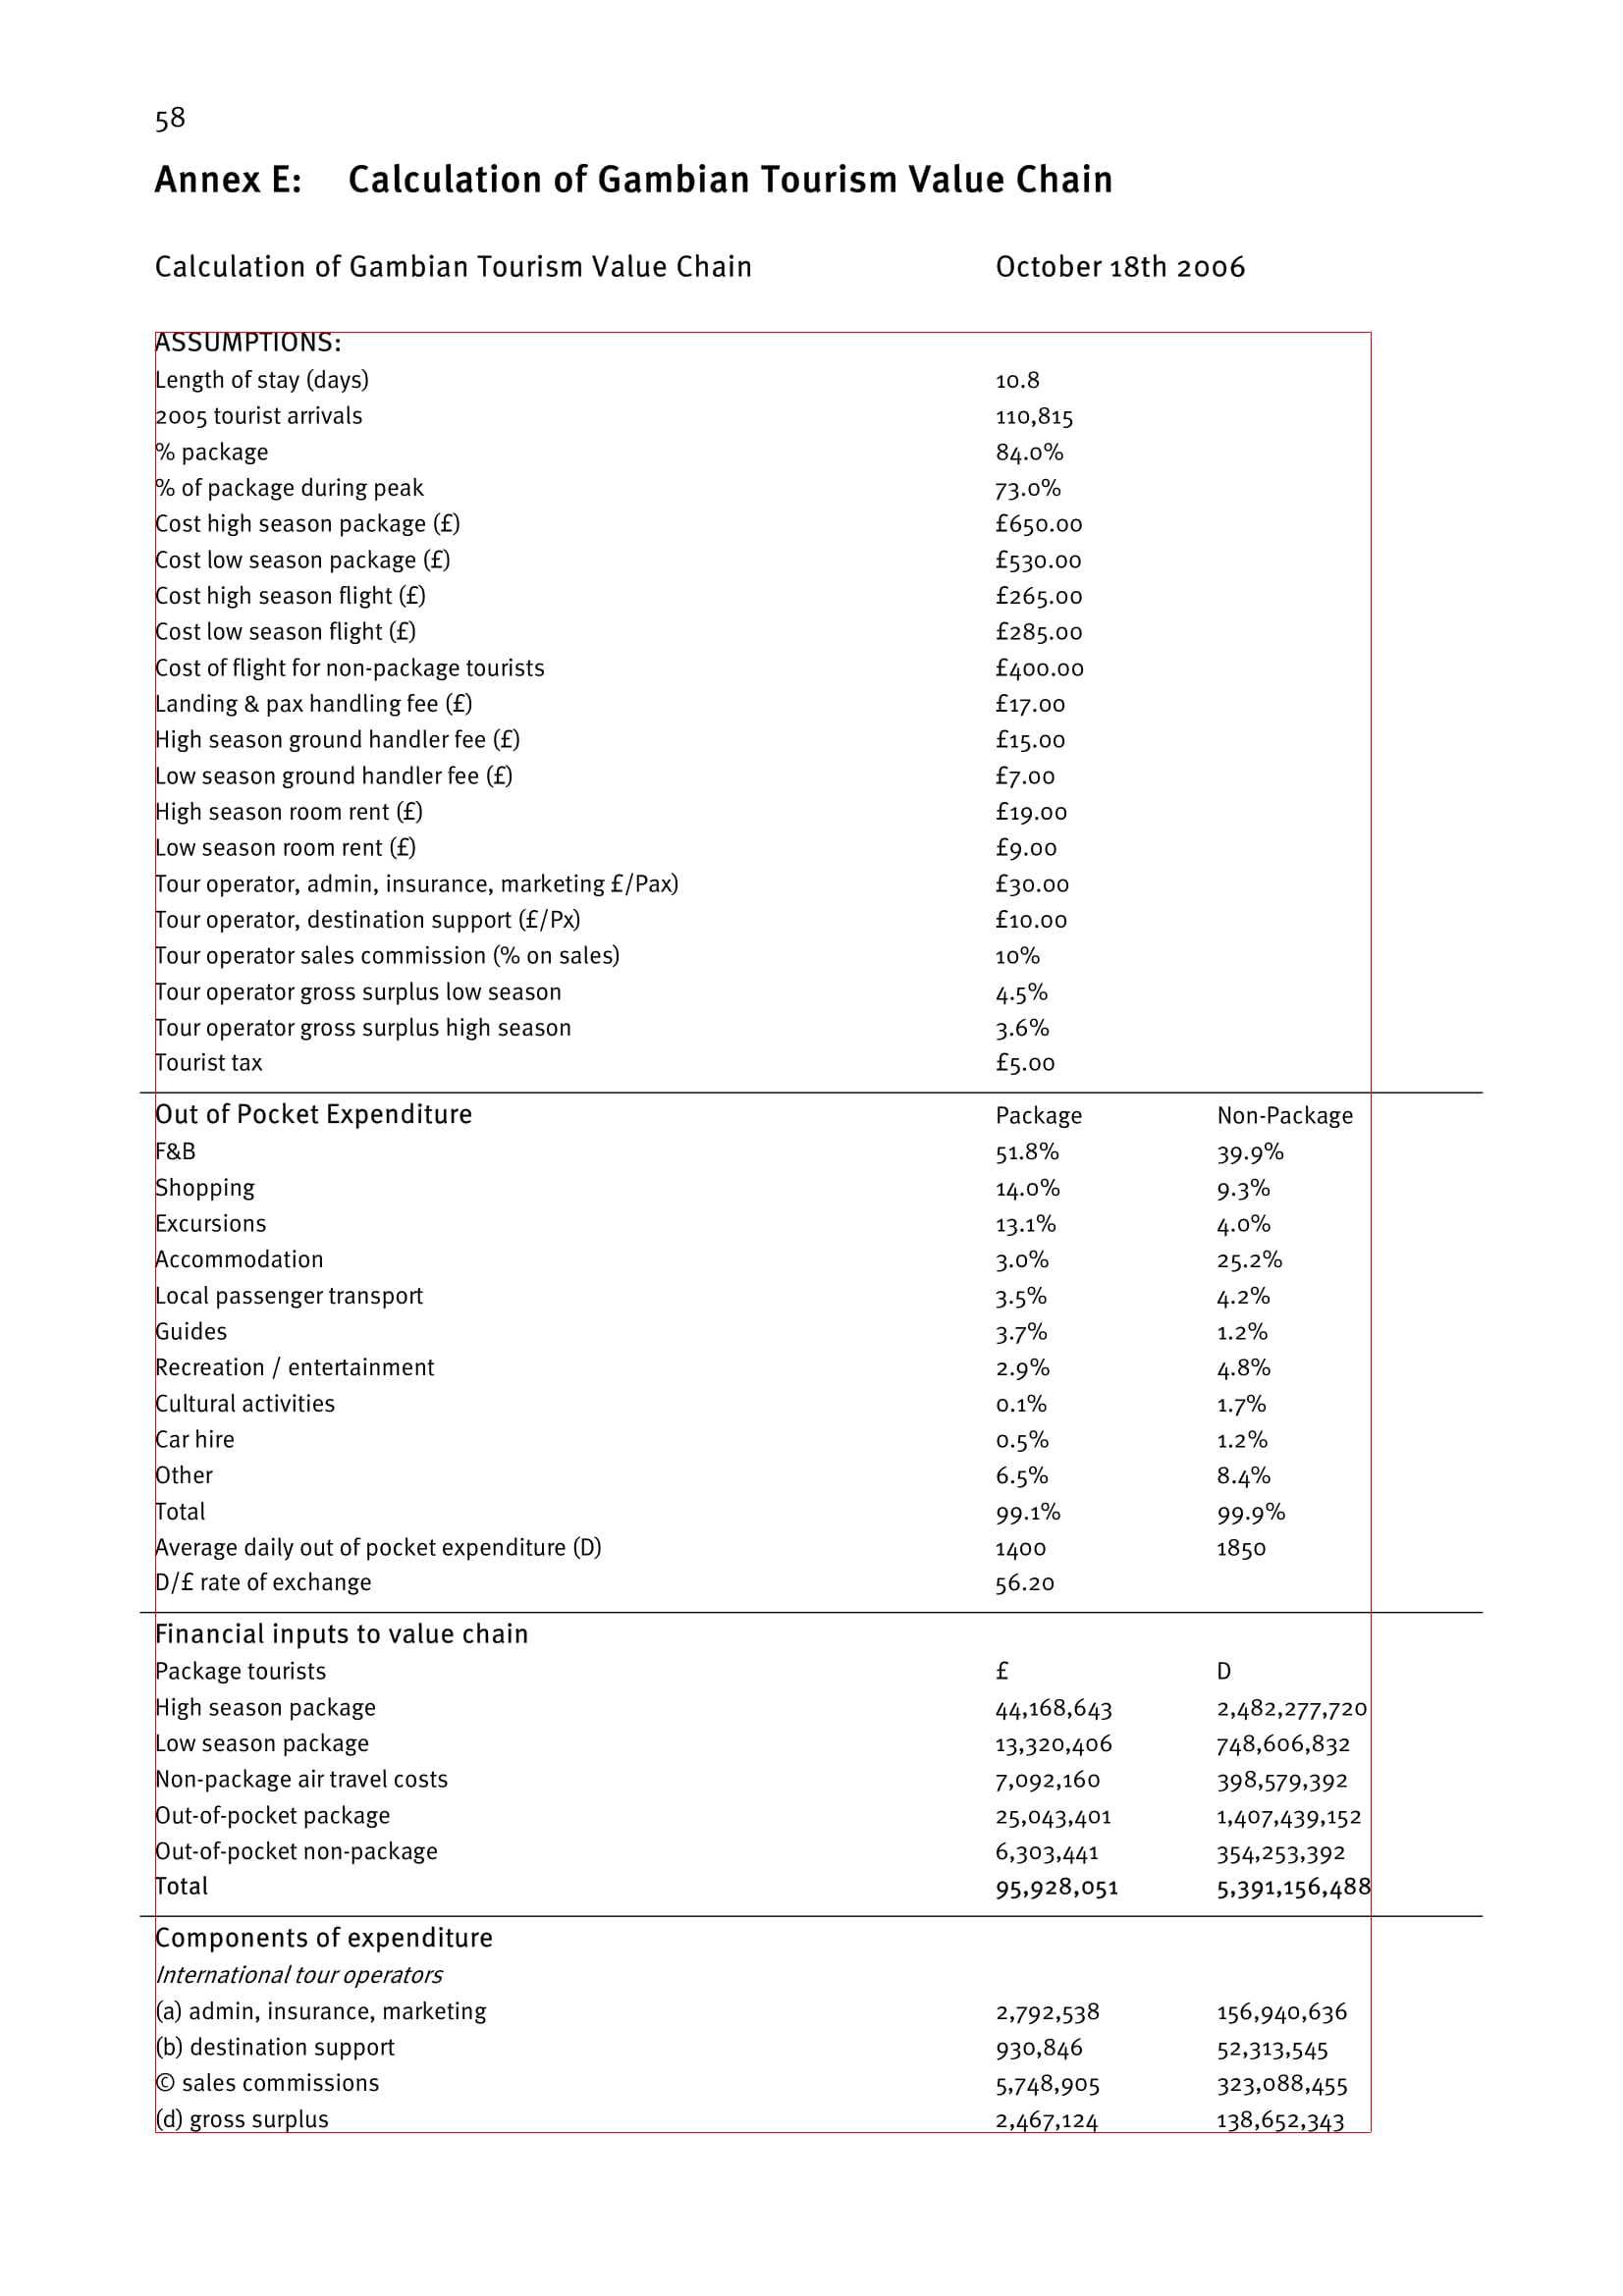 58
Annex E: Calculation of Gambian Tourism Value Chain
Calculation of Gambian Tourism Value Chain October 18th 2006
ASSUMPTIONS:
Length of stay (days) 10.8
2005 tourist arrivals 110,815
% package 84.0%
% of package during peak 73.0%
Cost high season package (£) £650.00
Cost low season package (£) £530.00
Cost high season flight (£) £265.00
Cost low season flight (£) £285.00
Cost of flight for non-package tourists £400.00
Landing & pax handling fee (£) £17.00
High season ground handler fee (£) £15.00
Low season ground handler fee (£) £7.00
High season room rent (£) £19.00
Low season room rent (£) £9.00
Tour operator, admin, insurance, marketing £/Pax) £30.00
Tour operator, destination support (£/Px) £10.00
Tour operator sales commission (% on sales) 10%
Tour operator gross surplus low season 4.5%
Tour operator gross surplus high season 3.6%
Tourist tax £5.00
Out of Pocket Expenditure Package Non-Package
F&B 51.8% 39.9%
Shopping 14.0% 9.3%
Excursions 13.1% 4.0%
Accommodation 3.0% 25.2%
Local passenger transport 3.5% 4.2%
Guides 3.7% 1.2%
Recreation / entertainment 2.9% 4.8%
Cultural activities 0.1% 1.7%
Car hire 0.5% 1.2%
Other 6.5% 8.4%
Total 99.1% 99.9%
Average daily out of pocket expenditure (D) 1400 1850
D/£ rate of exchange 56.20
Financial inputs to value chain
Package tourists £ D
High season package 44,168,643 2,482,277,720
Low season package 13,320,406 748,606,832
Non-package air travel costs 7,092,160 398,579,392
Out-of-pocket package 25,043,401 1,407,439,152
Out-of-pocket non-package 6,303,441 354,253,392
Total 95,928,051 5,391,156,488
Components of expenditure
International tour operators
(a) admin, insurance, marketing 2,792,538 156,940,636
(b) destination support 930,846 52,313,545
© sales commissions 5,748,905 323,088,455
(d) gross surplus 2,467,124 138,652,343